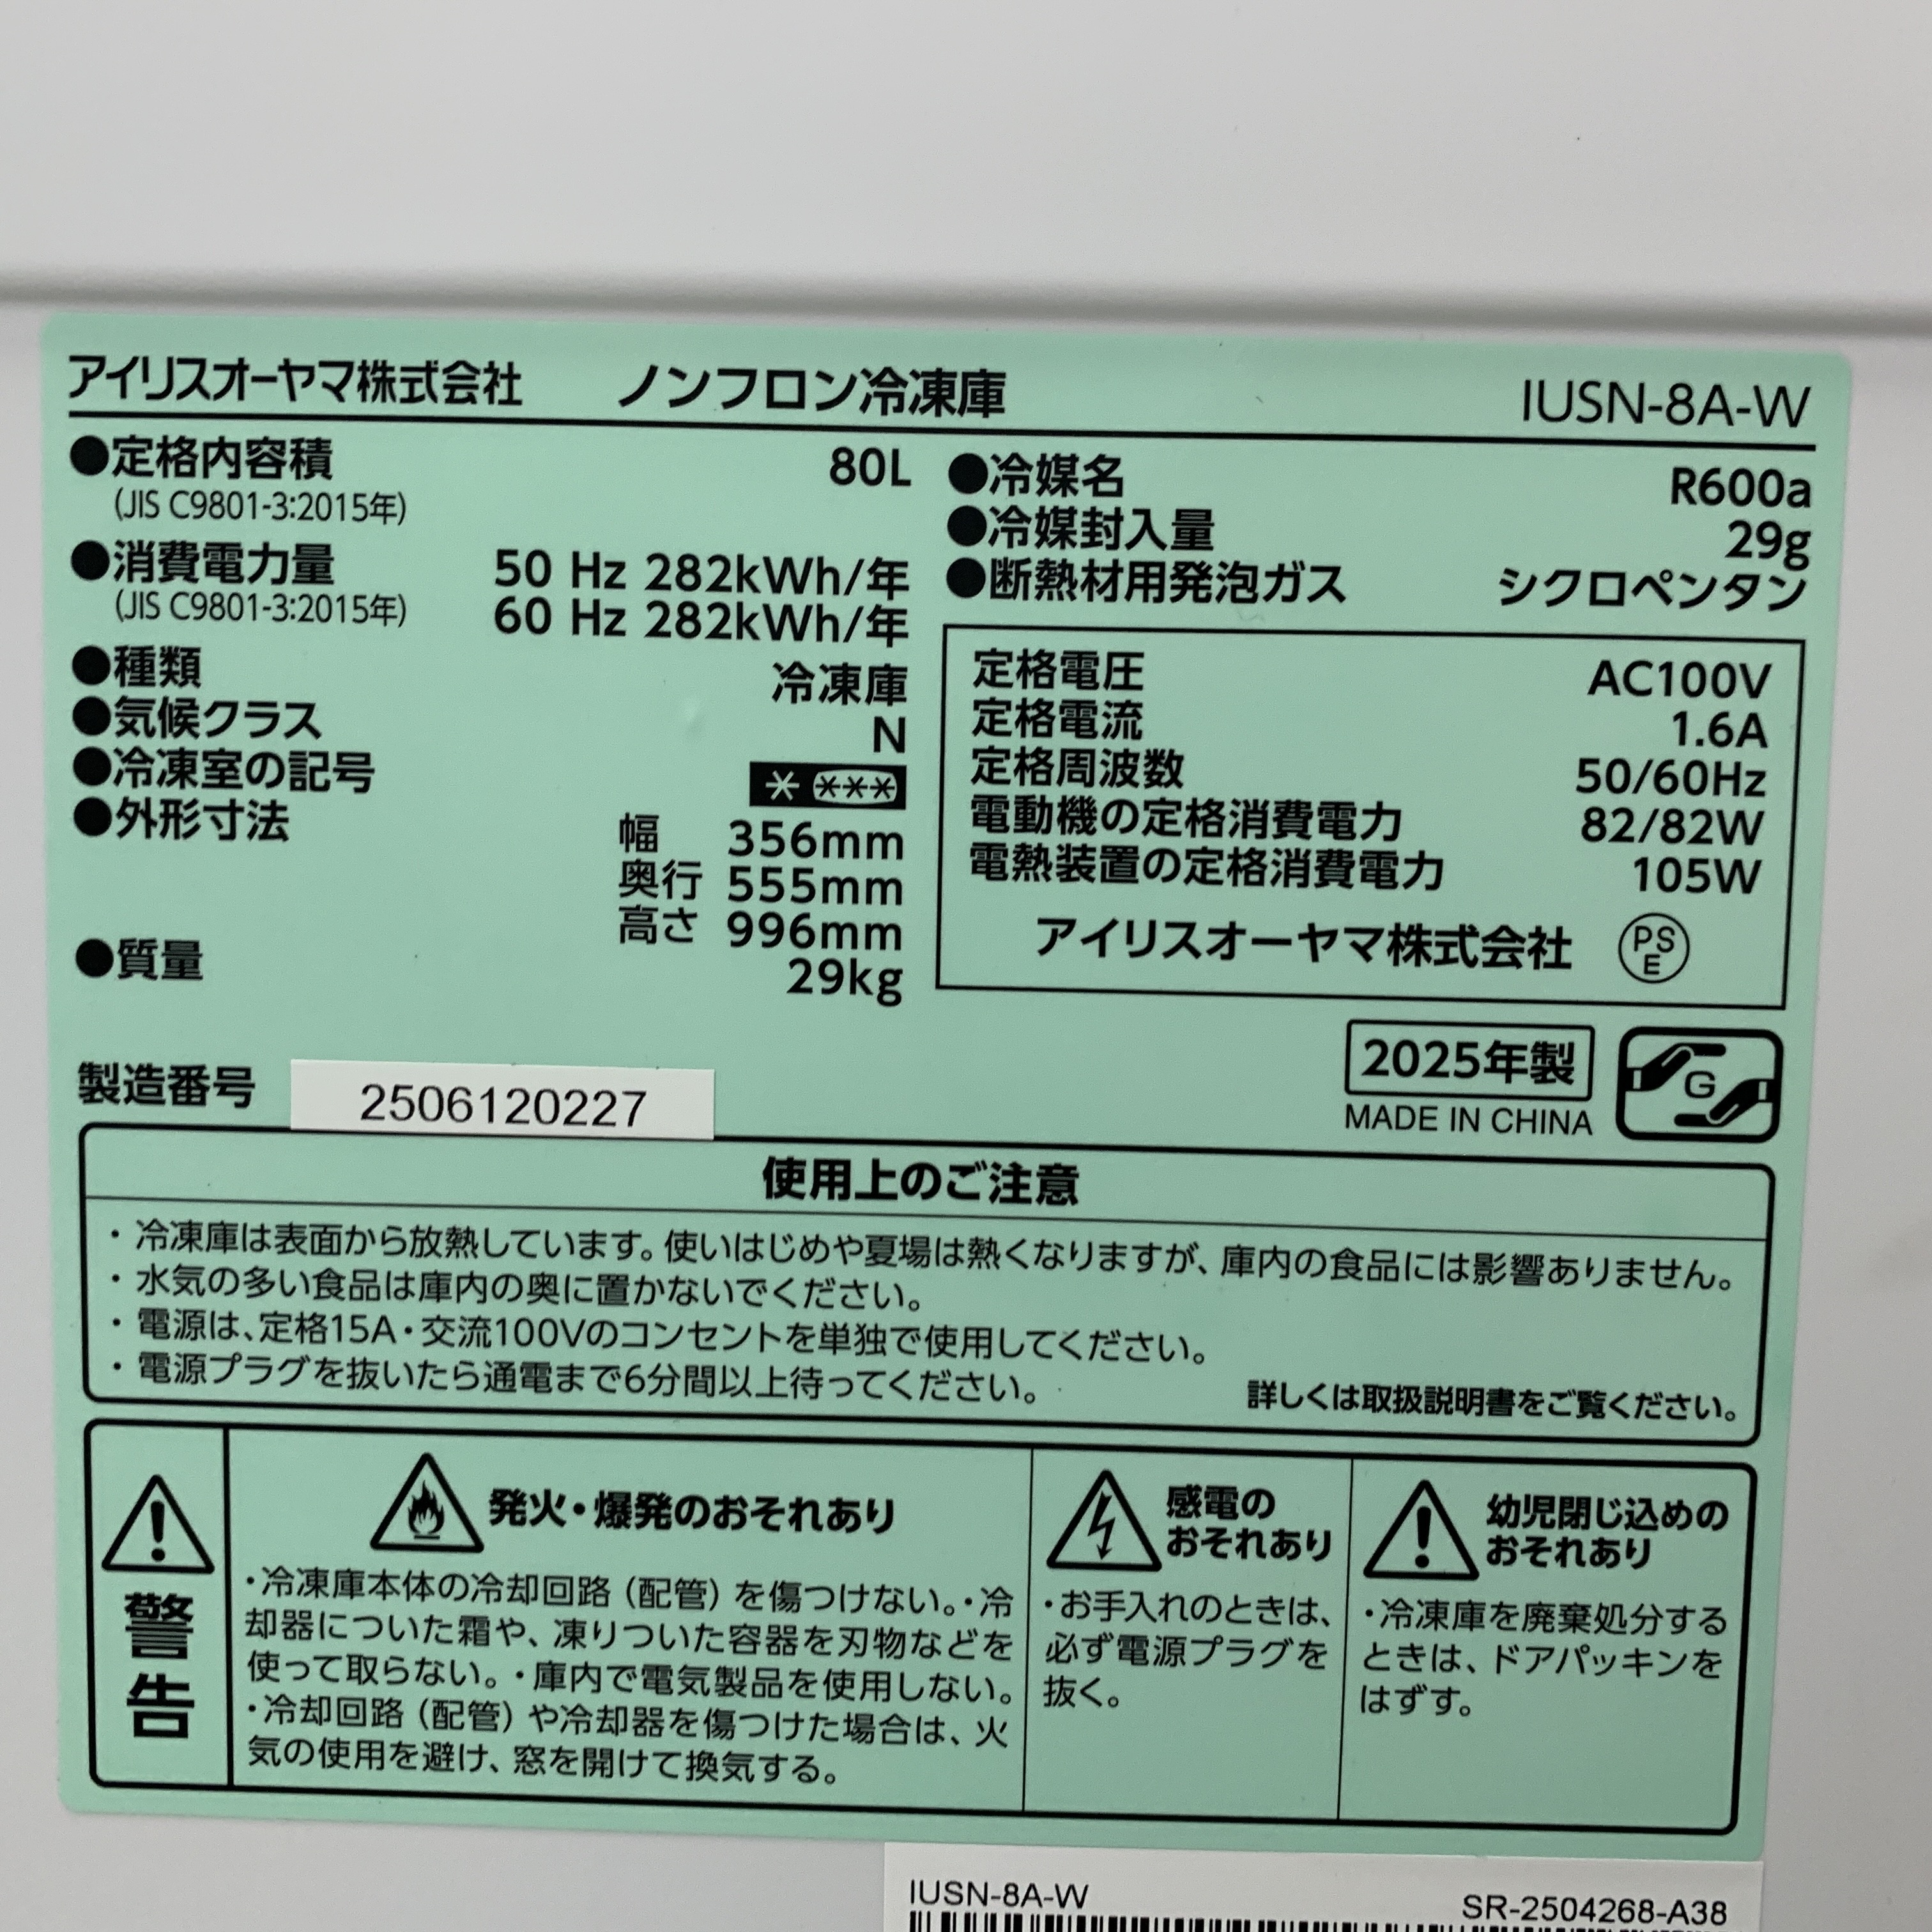 アイリスオーヤマ株式会社 ノンフロン冷凍庫 IUSN-8A-W
●定格内容積 80L
(JIS C9801-3:2015年)
●消費電力量 50 Hz 282kWh/年
(JIS C9801-3:2015年) 60 Hz 282kWh/年
●種類 冷凍庫
●気候クラス N
●冷凍室の記号 * ***
●外形寸法 幅 356mm
奥行 555mm
高さ 996mm
●質量 29kg
●冷媒名 R600a
●冷媒封入量 29g
●断熱材用発泡ガス シクロペンタン
定格電圧 AC100V
定格電流 1.6A
定格周波数 50/60Hz
電動機の定格消費電力 82/82W
電熱装置の定格消費電力 105W
アイリスオーヤマ株式会社 PSE
製造番号 2506120227
2025年製
MADE IN CHINA
G
使用上のご注意
・冷凍庫は表面から放熱しています。使いはじめや夏場は熱くなりますが、庫内の食品には影響ありません。
・水気の多い食品は庫内の奥に置かないでください。
・電源は、定格15A・交流100Vのコンセントを単独で使用してください。
・電源プラグを抜いたら通電まで6分間以上待ってください。
詳しくは取扱説明書をご覧ください。
警告
発火・爆発のおそれあり
・冷凍庫本体の冷却回路（配管）を傷つけない。・冷
却器についた霜や、凍りついた容器を刃物などを
使って取らない。・庫内で電気製品を使用しない。
・冷却回路（配管）や冷却器を傷つけた場合は、火
気の使用を避け、窓を開けて換気する。
感電の
おそれあり
・お手入れのときは、
必ず電源プラグを
抜く。
幼児閉じ込めの
おそれあり
・冷凍庫を廃棄処分する
ときは、ドアパッキンを
はずす。
IUSN-8A-W SR-2504268-A38